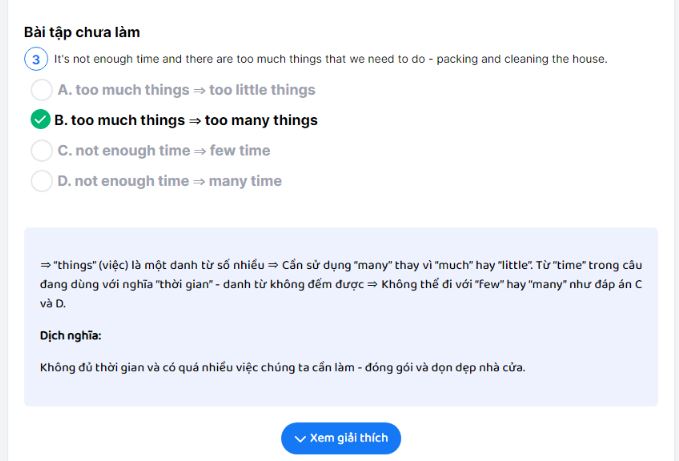 Bài tập chưa làm
3 It's not enough time and there are too much things that we need to do - packing and cleaning the house.
A. too much things ⇒ too little things
B. too much things ⇒ too many things
C. not enough time ⇒ few time
D. not enough time ⇒ many time
⇒ "things" (việc) là một danh từ số nhiều ⇒ Cần sử dụng "many" thay vì "much" hay "little". Từ "time" trong câu
đang dùng với nghĩa "thời gian" - danh từ không đếm được ⇒ Không thể đi với "few" hay "many" như đáp án C
và D.
Dịch nghĩa:
Không đủ thời gian và có quá nhiều việc chúng ta cần làm - đóng gói và dọn dẹp nhà cửa.
Xem giải thích